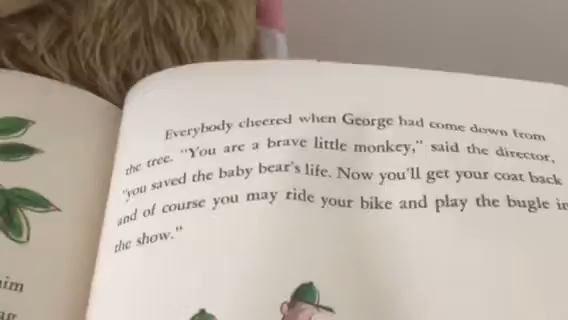 Everybody cheered when George had come down from
the tree. "You are a brave little monkey," said the director,
"you saved the baby bear's life. Now you'll get your coat back
and of course you may ride your bike and play the bugle in
the show."